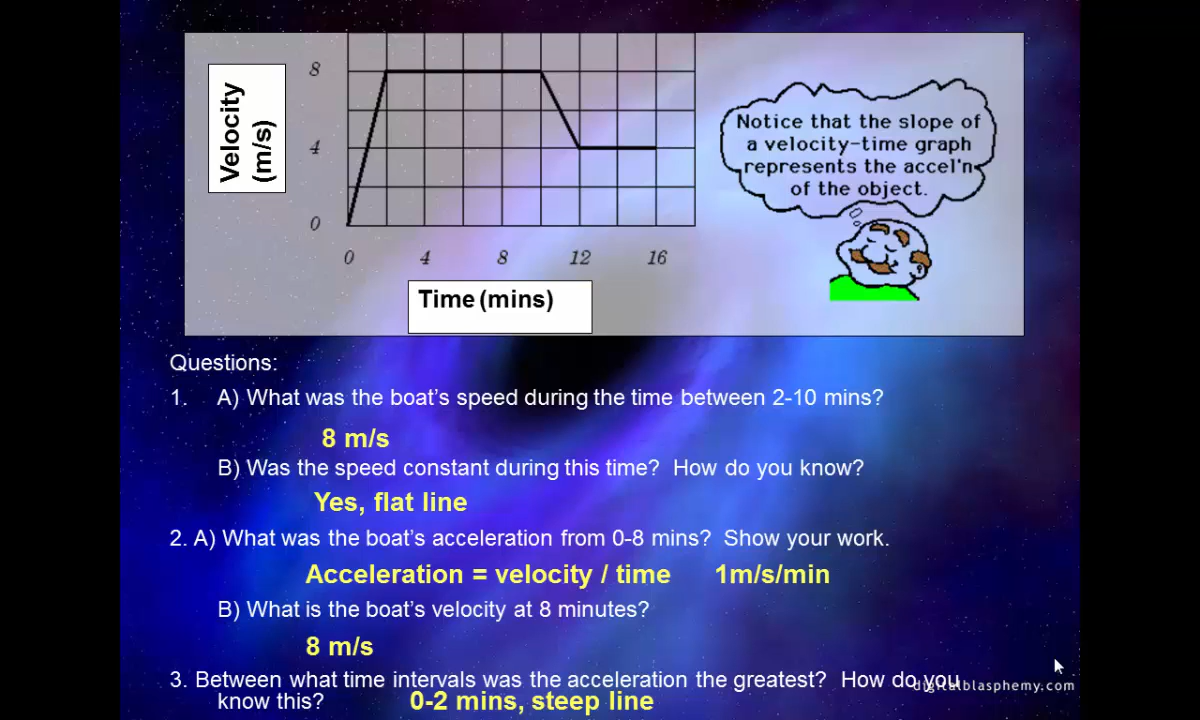 Velocity
(m/s)
8
4
0
0 4 8 12 16
Time (mins)
Notice that the slope of
a velocity-time graph
represents the accel'n
of the object.
Questions:
1. A) What was the boat's speed during the time between 2-10 mins?
8 m/s
B) Was the speed constant during this time? How do you know?
Yes, flat line
2. A) What was the boat's acceleration from 0-8 mins? Show your work.
Acceleration = velocity / time 1m/s/min
B) What is the boat's velocity at 8 minutes?
8 m/s
3. Between what time intervals was the acceleration the greatest? How do you
know this? 0-2 mins, steep line
digitalblasphemy.com